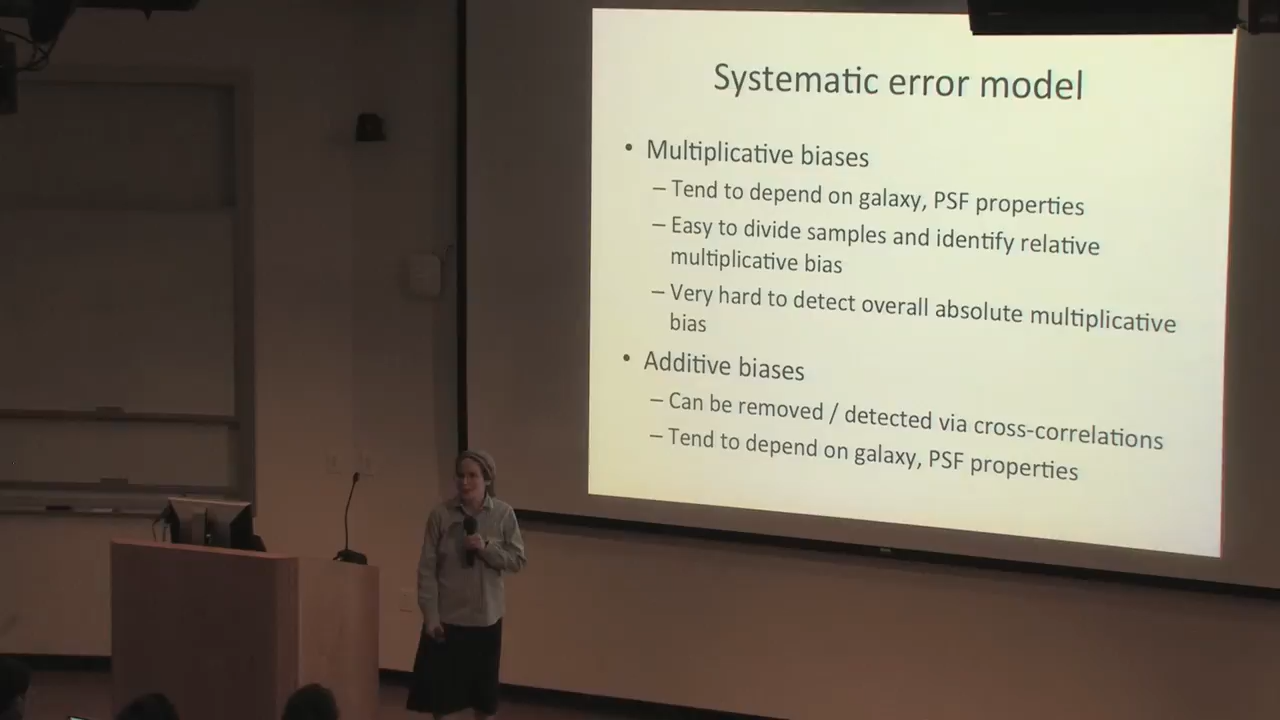 Systematic error model
• Multiplicative biases
– Tend to depend on galaxy, PSF properties
– Easy to divide samples and identify relative
multiplicative bias
– Very hard to detect overall absolute multiplicative
bias
• Additive biases
– Can be removed / detected via cross-correlations
– Tend to depend on galaxy, PSF properties